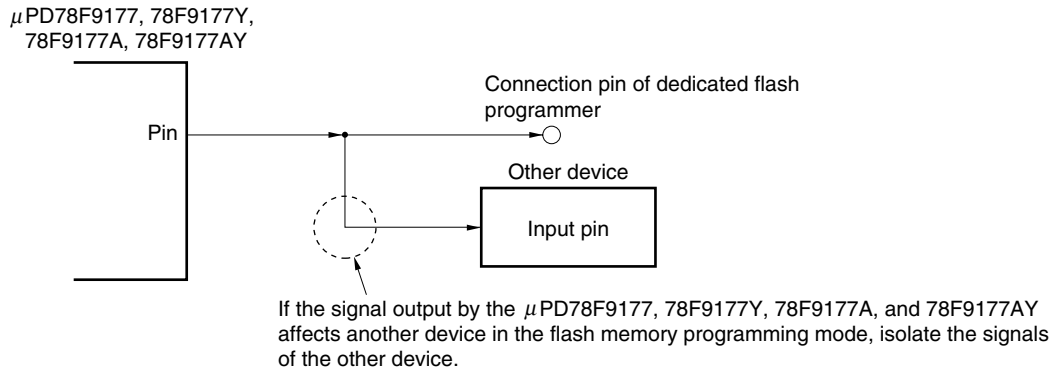 μPD78F9177, 78F9177Y,
78F9177A, 78F9177AY
Pin
Connection pin of dedicated flash
programmer
Other device
Input pin
If the signal output by the μPD78F9177, 78F9177Y, 78F9177A, and 78F9177AY
affects another device in the flash memory programming mode, isolate the signals
of the other device.